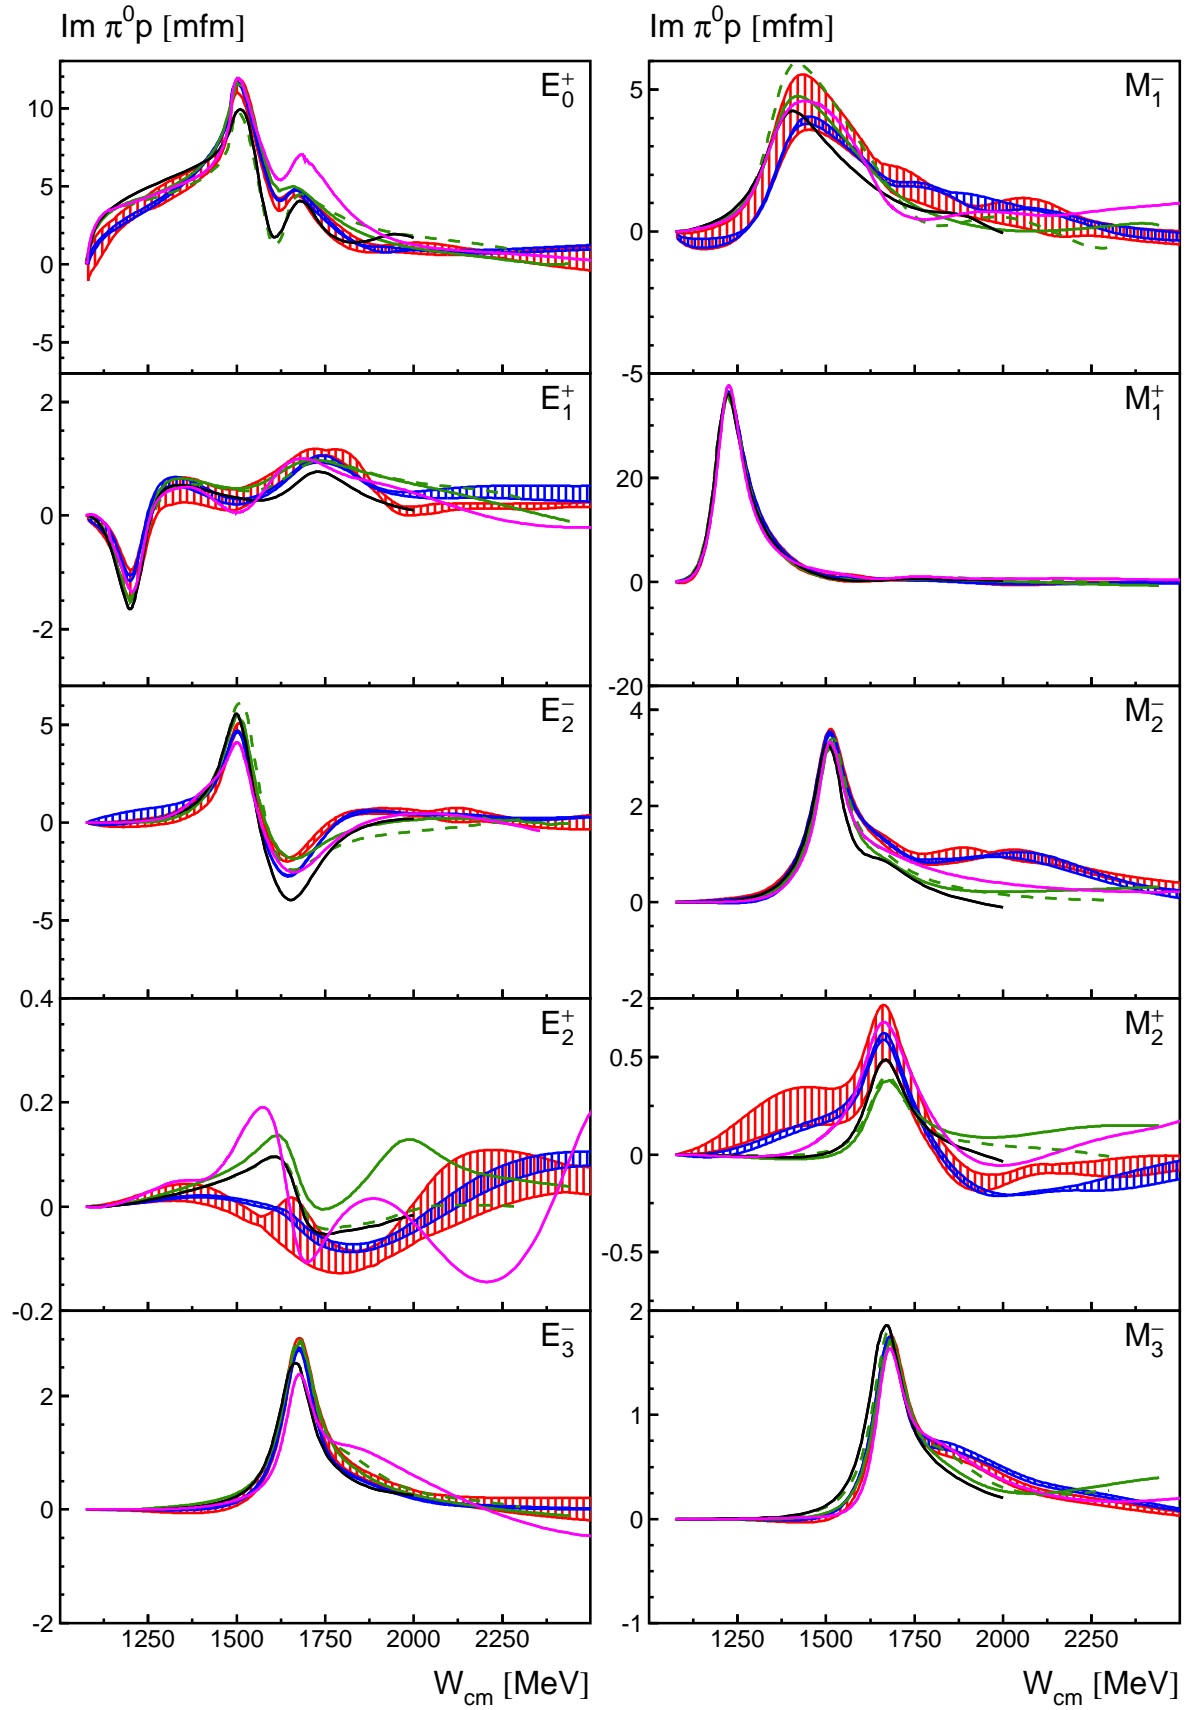 Im π⁰p [mfm] Im π⁰p [mfm]
E₀⁺ M₁⁻
10 5
5 0
0
-5 -5
E₁⁺ M₁⁺
2 20
0 0
-2 -20
E₂⁻ M₂⁻
5 4
0 2
-5 0
0.4 -2
E₂⁺ M₂⁺
0.2 0.5
0 0
-0.2 -0.5
2
E₃⁻ M₃⁻
2 1
0 0
-2 -1
1250 1500 1750 2000 2250 1250 1500 1750 2000 2250
W_cm [MeV] W_cm [MeV]